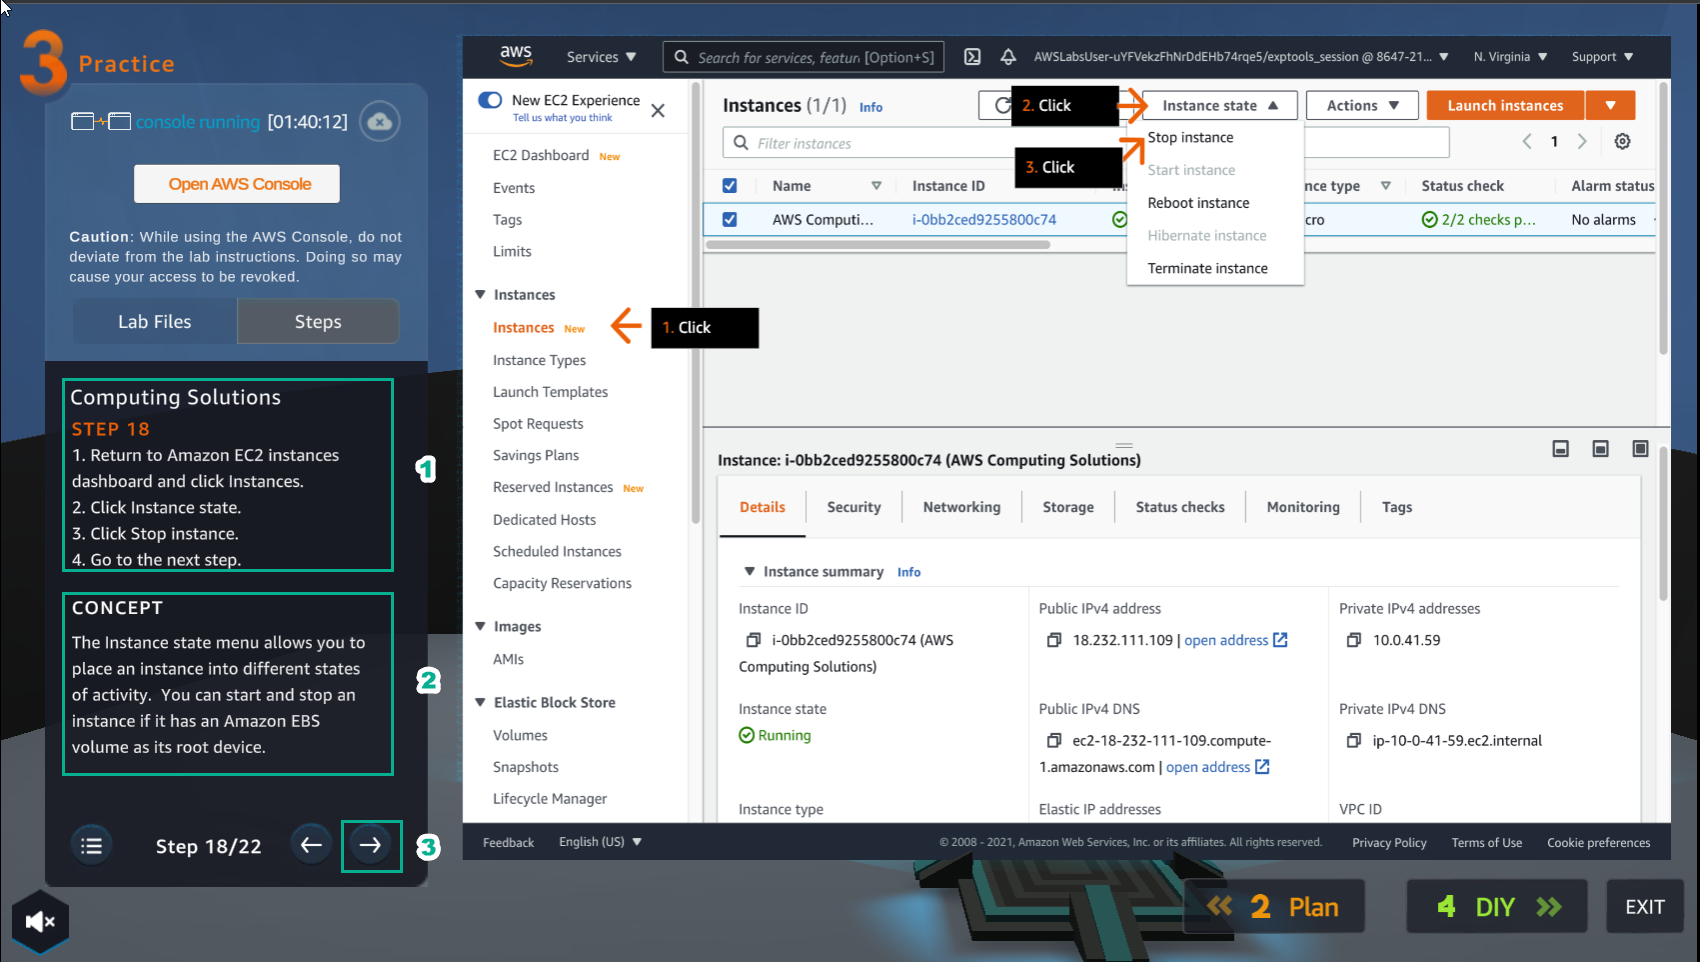 3 Practice
console running [01:40:12]
Open AWS Console
Caution: While using the AWS Console, do not
deviate from the lab instructions. Doing so may
cause your access to be revoked.
Lab Files
Steps
Computing Solutions
STEP 18
1. Return to Amazon EC2 instances
dashboard and click Instances.
2. Click Instance state.
3. Click Stop instance.
4. Go to the next step.
1
CONCEPT
The Instance state menu allows you to
place an instance into different states
of activity. You can start and stop an
instance if it has an Amazon EBS
volume as its root device.
2
Step 18/22
3
aws
Services
Search for services, featur [Option+S]
AWSLabsUser-uYFVekzFhNrDdEHb74rqe5/exptools_session @ 8647-21...
N. Virginia
Support
New EC2 Experience
Tell us what you think
EC2 Dashboard New
Events
Tags
Limits
Instances
Instances New
1. Click
Instance Types
Launch Templates
Spot Requests
Savings Plans
Reserved Instances New
Dedicated Hosts
Scheduled Instances
Capacity Reservations
Images
AMIs
Elastic Block Store
Volumes
Snapshots
Lifecycle Manager
Instances (1/1) Info
2. Click
Instance state
Actions
Launch instances
Filter instances
1
3. Click
Stop instance
Start instance
Reboot instance
Hibernate instance
Terminate instance
Name
Instance ID
nce type
Status check
Alarm status
AWS Computi...
i-0bb2ced9255800c74
cro
2/2 checks p...
No alarms
Instance: i-0bb2ced9255800c74 (AWS Computing Solutions)
Details
Security
Networking
Storage
Status checks
Monitoring
Tags
Instance summary Info
Instance ID
i-0bb2ced9255800c74 (AWS
Computing Solutions)
Public IPv4 address
18.232.111.109 | open address
Private IPv4 addresses
10.0.41.59
Instance state
Running
Public IPv4 DNS
ec2-18-232-111-109.compute-
1.amazonaws.com | open address
Private IPv4 DNS
ip-10-0-41-59.ec2.internal
Instance type
Elastic IP addresses
VPC ID
Feedback
English (US)
© 2008 - 2021, Amazon Web Services, Inc. or its affiliates. All rights reserved.
Privacy Policy
Terms of Use
Cookie preferences
2 Plan
4 DIY
EXIT